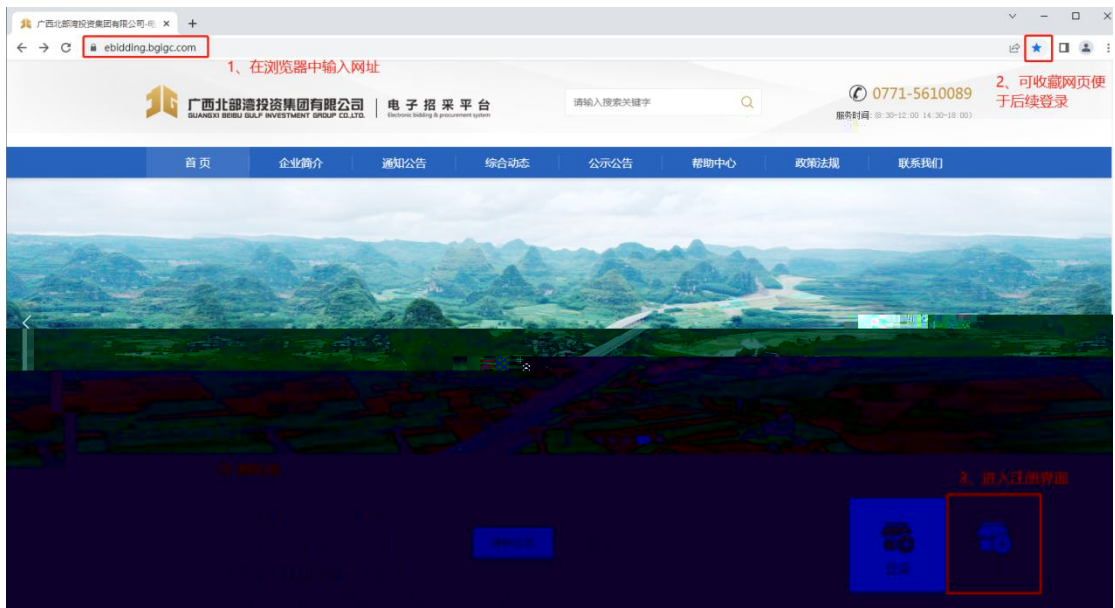 广西北部湾投资集团有限公司-电
ebidding.bgigc.com
1、在浏览器中输入网址
2、可收藏网页便
于后续登录
广西北部湾投资集团有限公司
GUANGXI BEIBU GULF INVESTMENT GROUP CO.,LTD.
电子招采平台
Electronic bidding & procurement system
请输入搜索关键字
0771-5610089
服务时间: (8:30-12:00 14:30-18:00)
首页 企业简介 通知公告 综合动态 公示公告 帮助中心 政策法规 联系我们
3、进入注册界面
登录